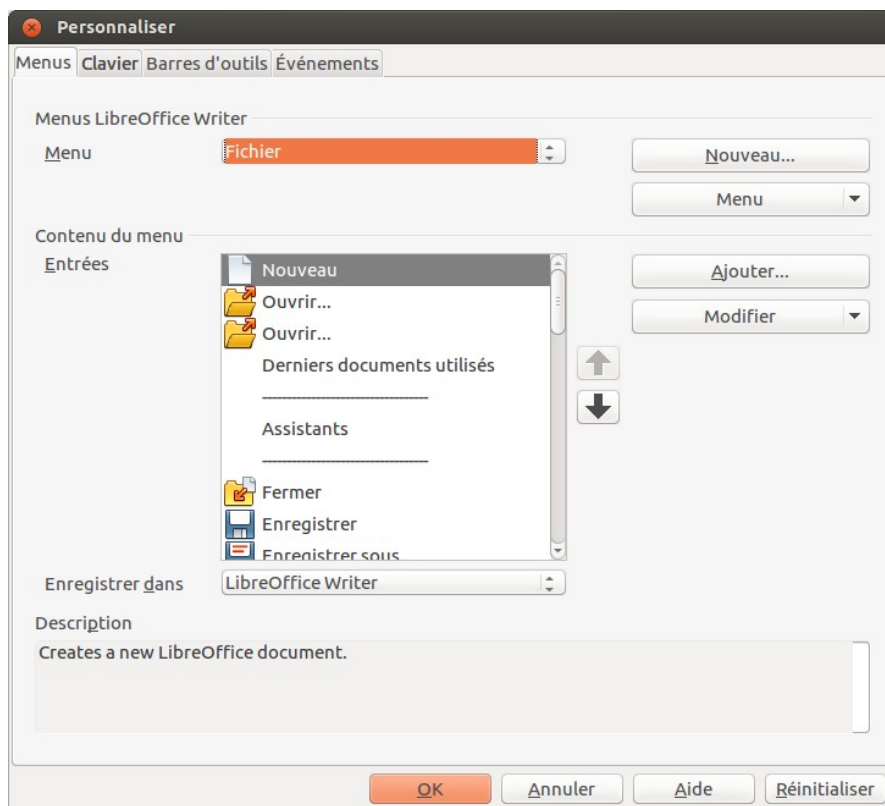 Personnaliser
Menus Clavier Barres d'outils Événements
Menus LibreOffice Writer
Menu Fichier Nouveau...
Menu
Contenu du menu
Entrées Nouveau Ajouter...
Ouvrir...
Ouvrir... Modifier
Derniers documents utilisés
--------------------------------
Assistants
--------------------------------
Fermer
Enregistrer
Enregistrer sous
Enregistrer dans LibreOffice Writer
Description
Creates a new LibreOffice document.
OK Annuler Aide Réinitialiser